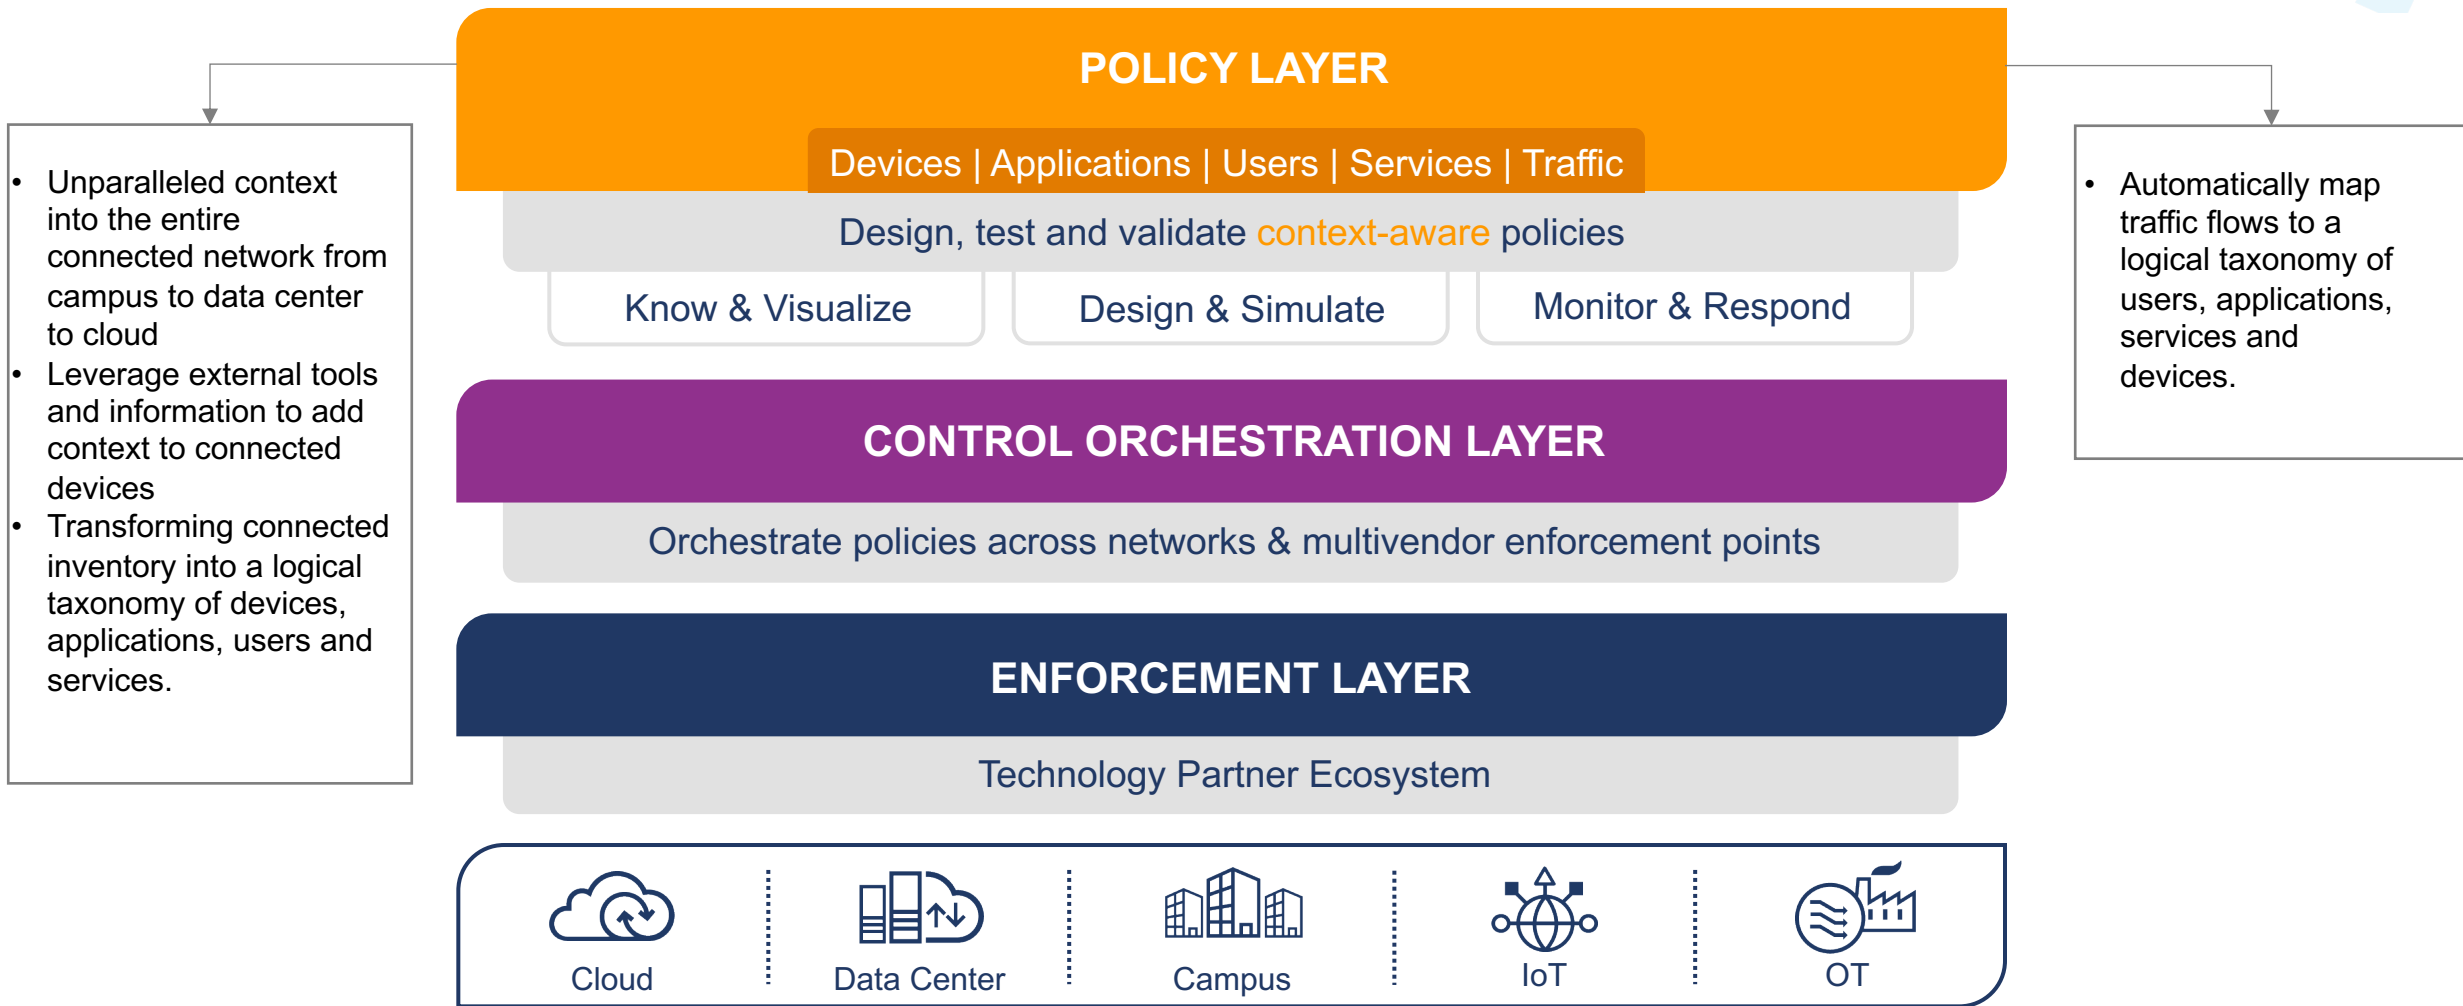 POLICY LAYER
Devices | Applications | Users | Services | Traffic
Design, test and validate context-aware policies
Know & Visualize
Design & Simulate
Monitor & Respond
• Unparalleled context
into the entire
connected network from
campus to data center
to cloud
• Leverage external tools
and information to add
context to connected
devices
• Transforming connected
inventory into a logical
taxonomy of devices,
applications, users and
services.
• Automatically map
traffic flows to a
logical taxonomy of
users, applications,
services and
devices.
CONTROL ORCHESTRATION LAYER
Orchestrate policies across networks & multivendor enforcement points
ENFORCEMENT LAYER
Technology Partner Ecosystem
Cloud
Data Center
Campus
IoT
OT